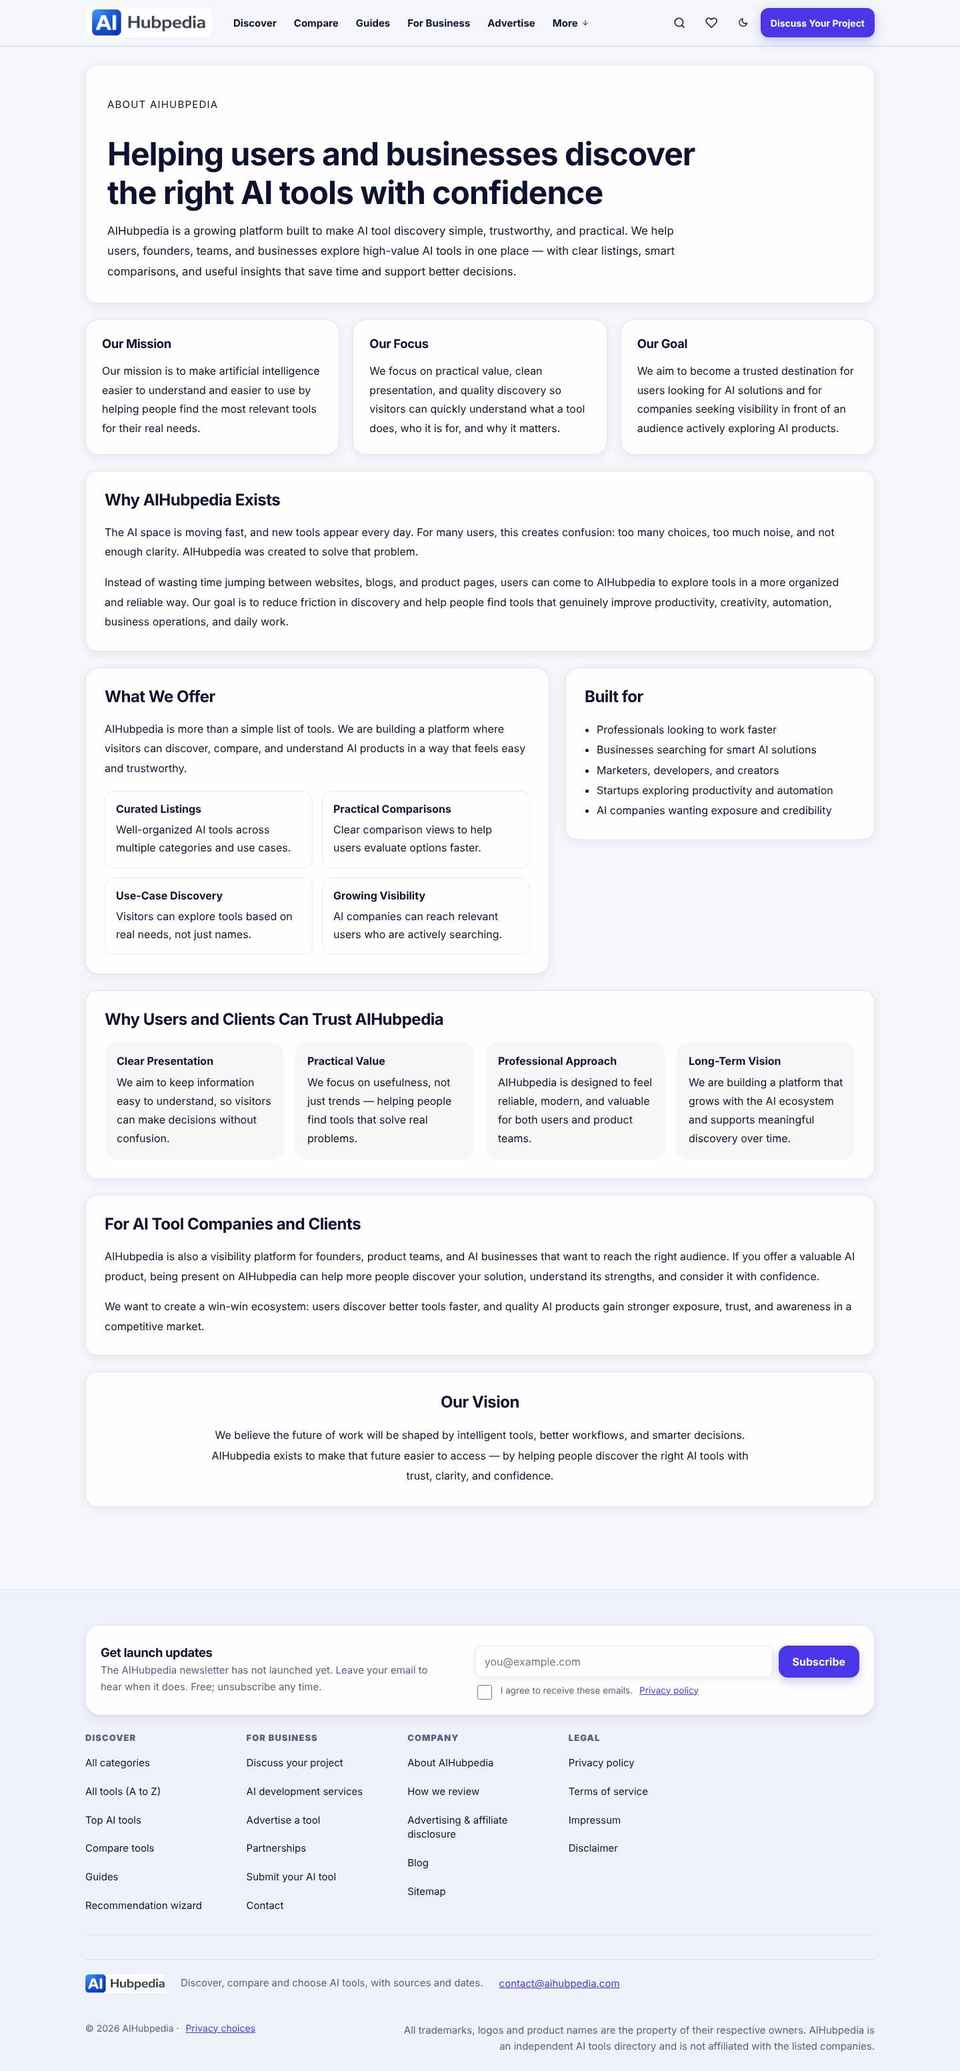 AI Hubpedia
Discover
Compare
Guides
For Business
Advertise
More
Discuss Your Project
ABOUT AIHUBPEDIA
Helping users and businesses discover
the right AI tools with confidence
AIHubpedia is a growing platform built to make AI tool discovery simple, trustworthy, and practical. We help
users, founders, teams, and businesses explore high-value AI tools in one place — with clear listings, smart
comparisons, and useful insights that save time and support better decisions.
Our Mission
Our mission is to make artificial intelligence
easier to understand and easier to use by
helping people find the most relevant tools
for their real needs.
Our Focus
We focus on practical value, clean
presentation, and quality discovery so
visitors can quickly understand what a tool
does, who it is for, and why it matters.
Our Goal
We aim to become a trusted destination for
users looking for AI solutions and for
companies seeking visibility in front of an
audience actively exploring AI products.
Why AIHubpedia Exists
The AI space is moving fast, and new tools appear every day. For many users, this creates confusion: too many choices, too much noise, and not
enough clarity. AIHubpedia was created to solve that problem.
Instead of wasting time jumping between websites, blogs, and product pages, users can come to AIHubpedia to explore tools in a more organized
and reliable way. Our goal is to reduce friction in discovery and help people find tools that genuinely improve productivity, creativity, automation,
business operations, and daily work.
What We Offer
AIHubpedia is more than a simple list of tools. We are building a platform where
visitors can discover, compare, and understand AI products in a way that feels easy
and trustworthy.
Curated Listings
Well-organized AI tools across
multiple categories and use cases.
Practical Comparisons
Clear comparison views to help
users evaluate options faster.
Use-Case Discovery
Visitors can explore tools based on
real needs, not just names.
Growing Visibility
AI companies can reach relevant
users who are actively searching.
Built for
• Professionals looking to work faster
• Businesses searching for smart AI solutions
• Marketers, developers, and creators
• Startups exploring productivity and automation
• AI companies wanting exposure and credibility
Why Users and Clients Can Trust AIHubpedia
Clear Presentation
We aim to keep information
easy to understand, so visitors
can make decisions without
confusion.
Practical Value
We focus on usefulness, not
just trends — helping people
find tools that solve real
problems.
Professional Approach
AIHubpedia is designed to feel
reliable, modern, and valuable
for both users and product
teams.
Long-Term Vision
We are building a platform that
grows with the AI ecosystem
and supports meaningful
discovery over time.
For AI Tool Companies and Clients
AIHubpedia is also a visibility platform for founders, product teams, and AI businesses that want to reach the right audience. If you offer a valuable AI
product, being present on AIHubpedia can help more people discover your solution, understand its strengths, and consider it with confidence.
We want to create a win-win ecosystem: users discover better tools faster, and quality AI products gain stronger exposure, trust, and awareness in a
competitive market.
Our Vision
We believe the future of work will be shaped by intelligent tools, better workflows, and smarter decisions.
AIHubpedia exists to make that future easier to access — by helping people discover the right AI tools with
trust, clarity, and confidence.
Get launch updates
The AIHubpedia newsletter has not launched yet. Leave your email to
hear when it does. Free; unsubscribe any time.
you@example.com
Subscribe
I agree to receive these emails. Privacy policy
DISCOVER
All categories
All tools (A to Z)
Top AI tools
Compare tools
Guides
Recommendation wizard
FOR BUSINESS
Discuss your project
AI development services
Advertise a tool
Partnerships
Submit your AI tool
Contact
COMPANY
About AIHubpedia
How we review
Advertising & affiliate
disclosure
Blog
Sitemap
LEGAL
Privacy policy
Terms of service
Impressum
Disclaimer
AI Hubpedia
Discover, compare and choose AI tools, with sources and dates.
contact@aihubpedia.com
© 2026 AIHubpedia · Privacy choices
All trademarks, logos and product names are the property of their respective owners. AIHubpedia is
an independent AI tools directory and is not affiliated with the listed companies.